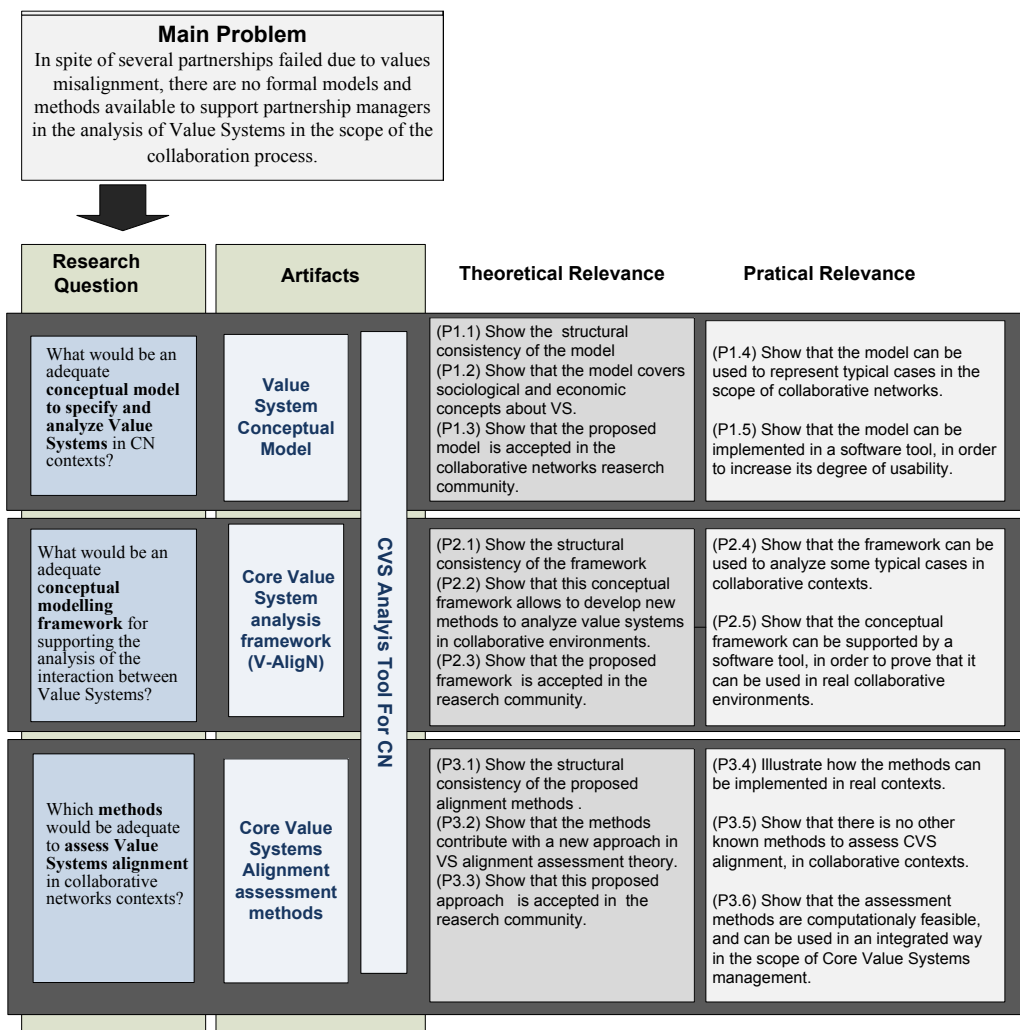 Main Problem
In spite of several partnerships failed due to values
misalignment, there are no formal models and
methods available to support partnership managers
in the analysis of Value Systems in the scope of the
collaboration process.
Research
Question
Artifacts
Theoretical Relevance
Pratical Relevance
What would be an
adequate
conceptual model
to specify and
analyze Value
Systems in CN
contexts?
Value
System
Conceptual
Model
(P1.1) Show the structural
consistency of the model
(P1.2) Show that the model covers
sociological and economic
concepts about VS.
(P1.3) Show that the proposed
model is accepted in the
collaborative networks reaserch
community.
(P1.4) Show that the model can be
used to represent typical cases in the
scope of collaborative networks.
(P1.5) Show that the model can be
implemented in a software tool, in order
to increase its degree of usability.
CVS Analyis Tool For CN
What would be an
adequate
conceptual
modelling
framework for
supporting the
analysis of the
interaction between
Value Systems?
Core Value
System
analysis
framework
(V-AligN)
(P2.1) Show the structural
consistency of the framework
(P2.2) Show that this conceptual
framework allows to develop new
methods to analyze value systems
in collaborative environments.
(P2.3) Show that the proposed
framework is accepted in the
reaserch community.
(P2.4) Show that the framework can be
used to analyze some typical cases in
collaborative contexts.
(P2.5) Show that the conceptual
framework can be supported by a
software tool, in order to prove that it
can be used in real collaborative
environments.
Which methods
would be adequate
to assess Value
Systems alignment
in collaborative
networks contexts?
Core Value
Systems
Alignment
assessment
methods
(P3.1) Show the structural
consistency of the proposed
alignment methods .
(P3.2) Show that the methods
contribute with a new approach in
VS alignment assessment theory.
(P3.3) Show that this proposed
approach is accepted in the
reaserch community.
(P3.4) Illustrate how the methods can
be implemented in real contexts.
(P3.5) Show that there is no other
known methods to assess CVS
alignment, in collaborative contexts.
(P3.6) Show that the assessment
methods are computationaly feasible,
and can be used in an integrated way
in the scope of Core Value Systems
management.